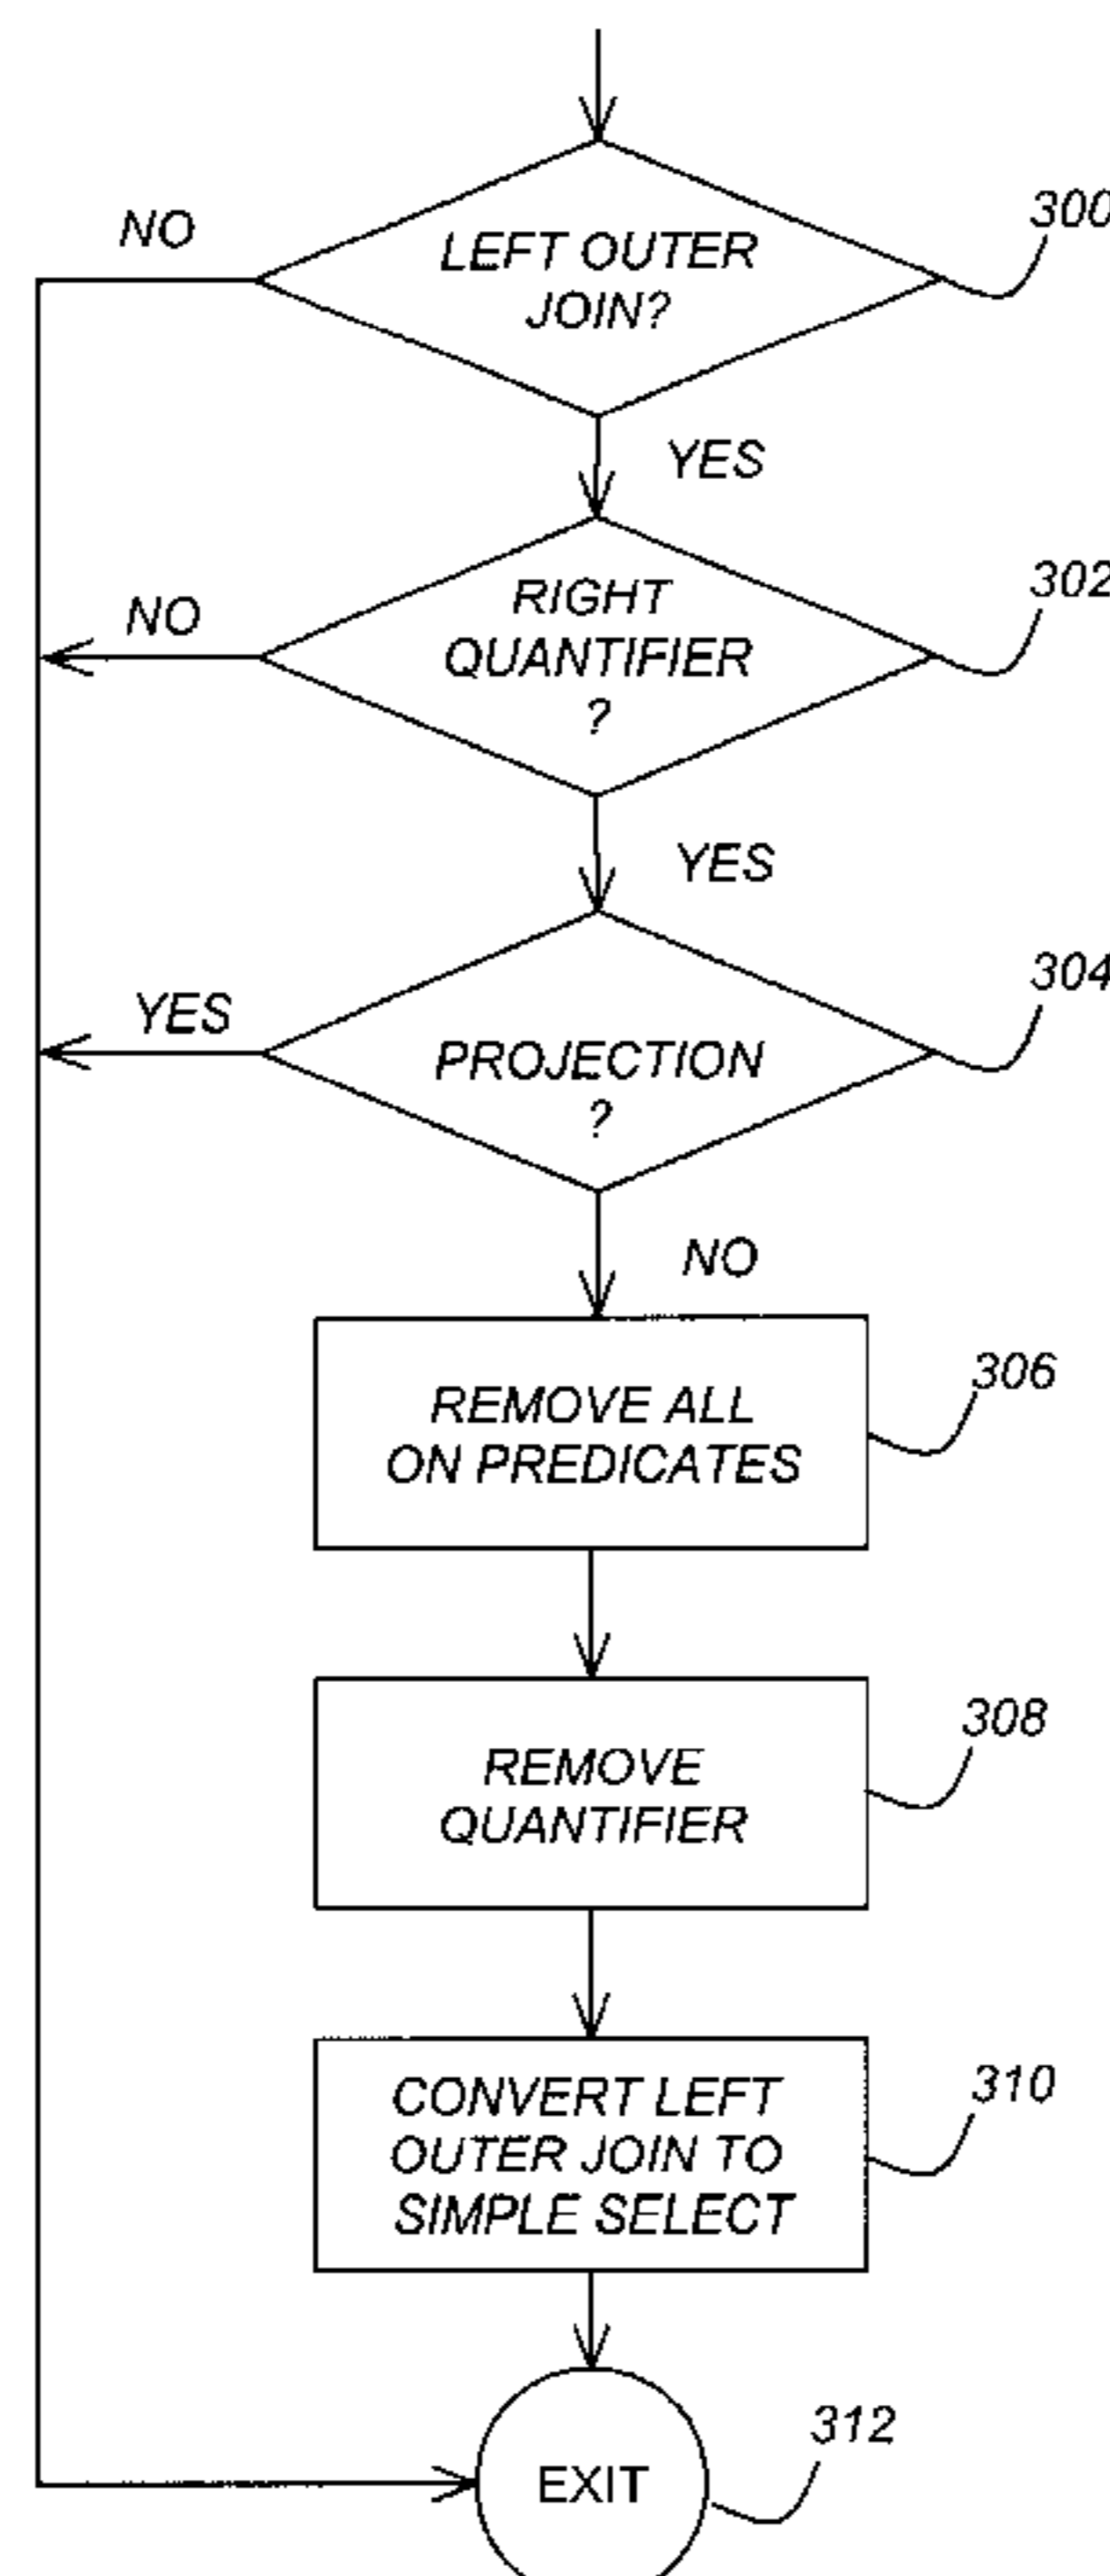 300
NO
LEFT OUTER
JOIN?
YES
302
RIGHT
QUANTIFIER
?
NO
YES
304
YES
PROJECTION
?
NO
306
REMOVE ALL
ON PREDICATES
308
REMOVE
QUANTIFIER
310
CONVERT LEFT
OUTER JOIN TO
SIMPLE SELECT
312
EXIT